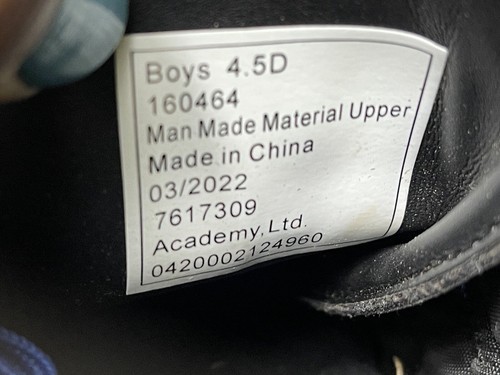 Boys 4.5D
160464
Man Made Material Upper
Made in China
03/2022
7617309
Academy, Ltd.
0420002124960